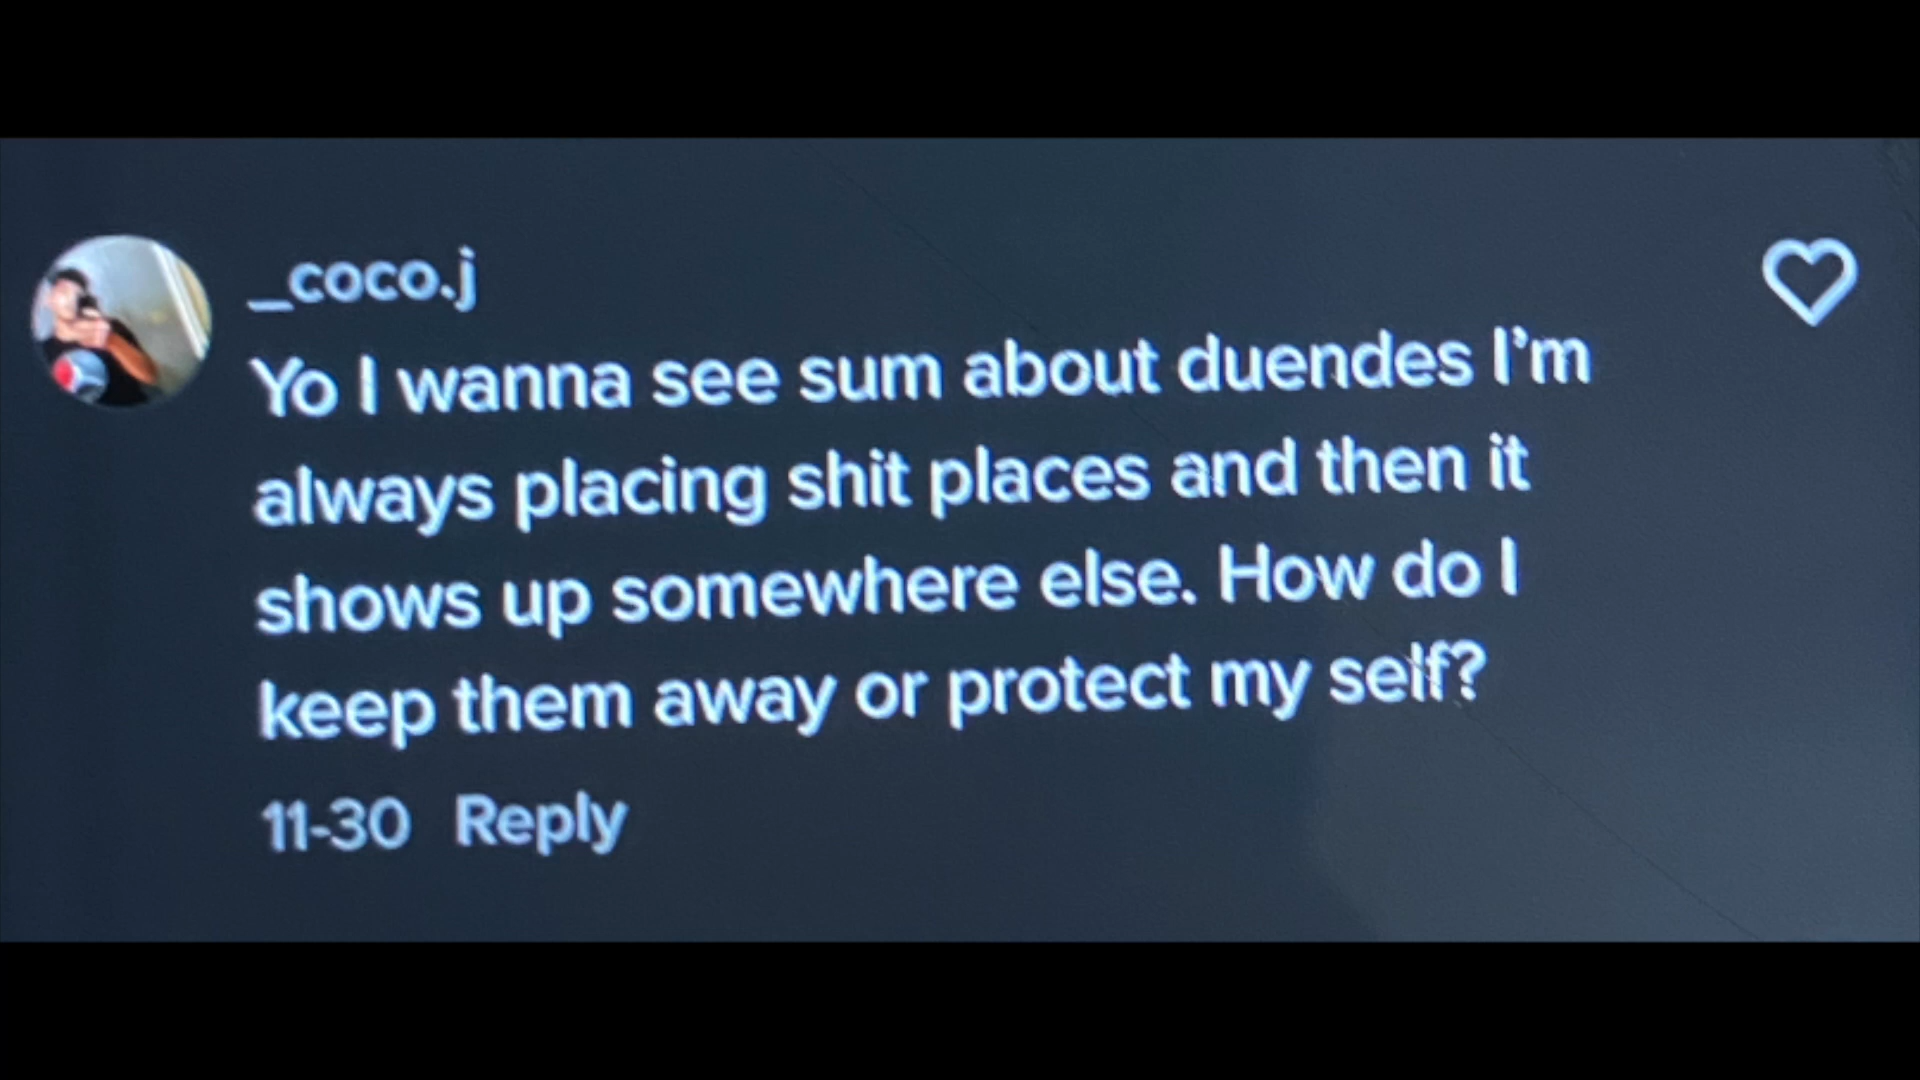 _coco.j
Yo I wanna see sum about duendes I'm
always placing shit places and then it
shows up somewhere else. How do I
keep them away or protect my self?
11-30 Reply